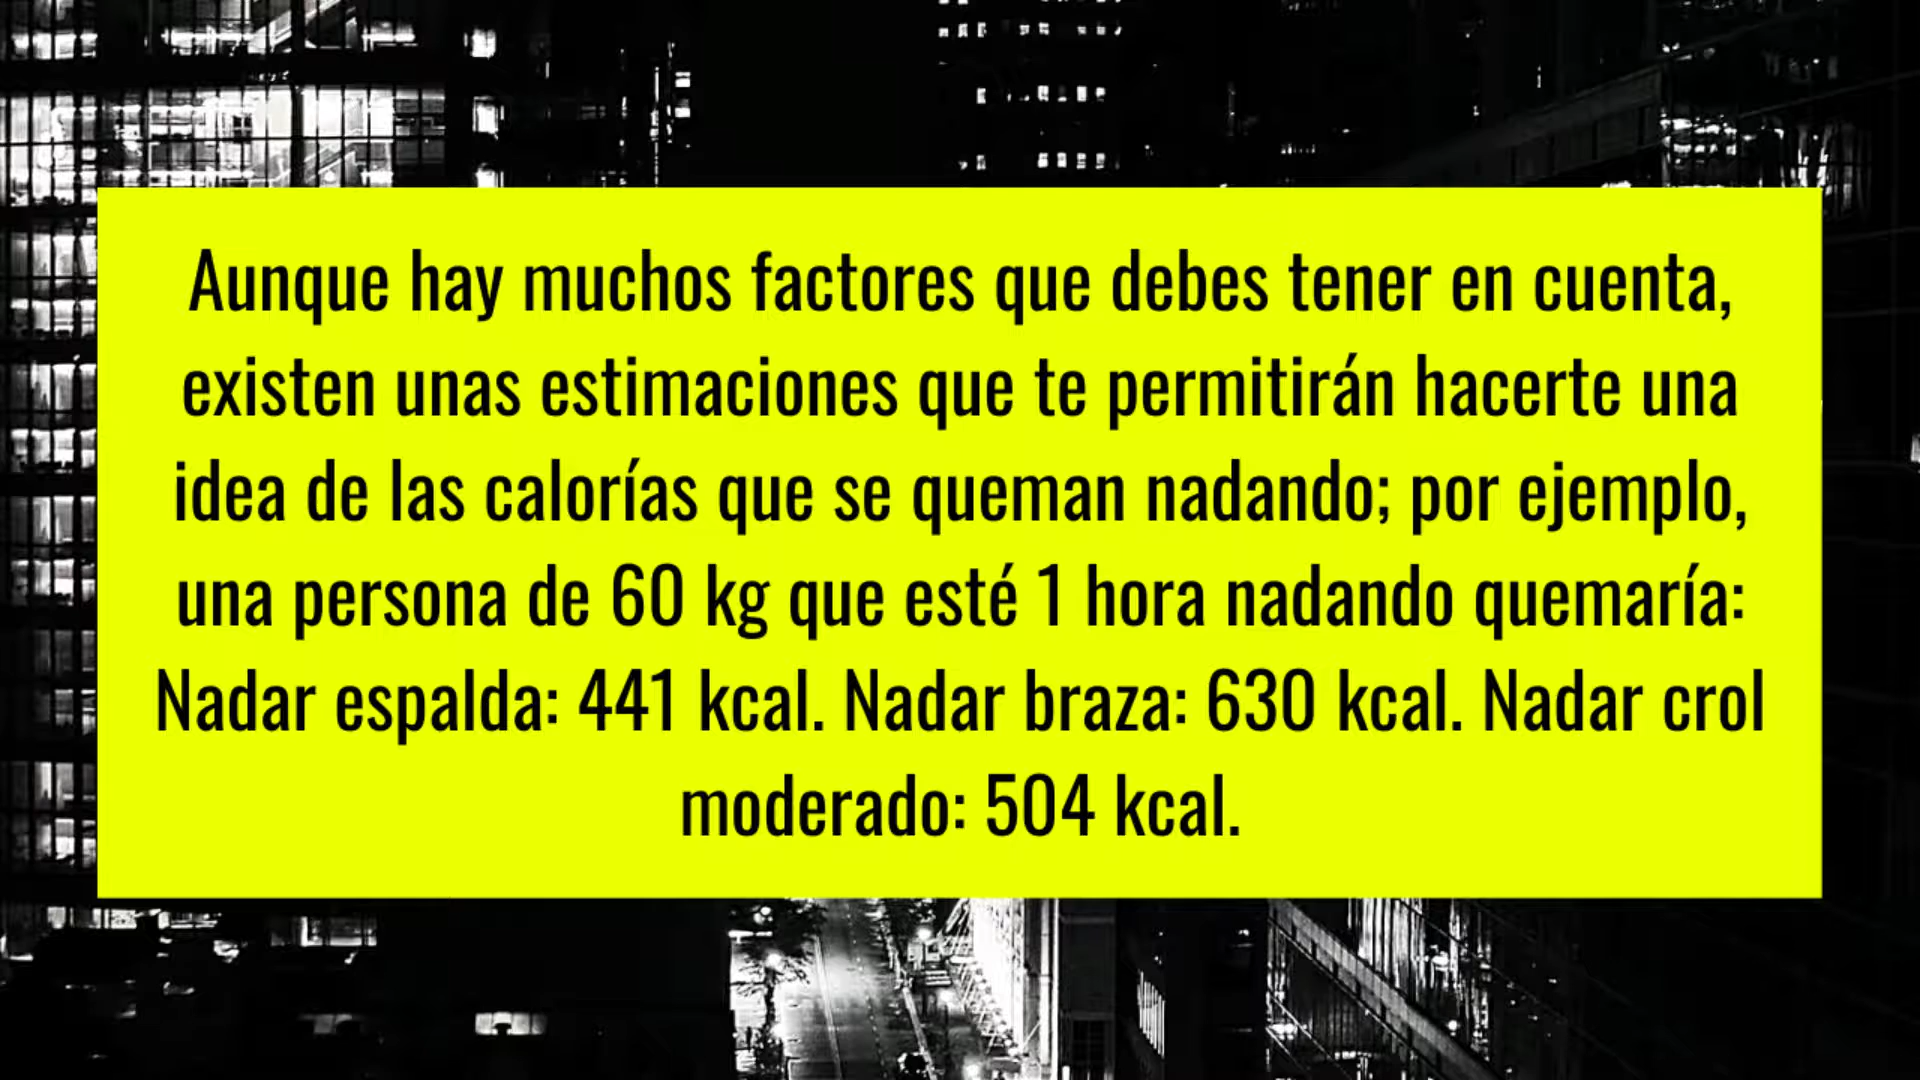 Aunque hay muchos factores que debes tener en cuenta,
existen unas estimaciones que te permitirán hacerte una
idea de las calorías que se queman nadando; por ejemplo,
una persona de 60 kg que esté 1 hora nadando quemaría:
Nadar espalda: 441 kcal. Nadar braza: 630 kcal. Nadar crol
moderado: 504 kcal.